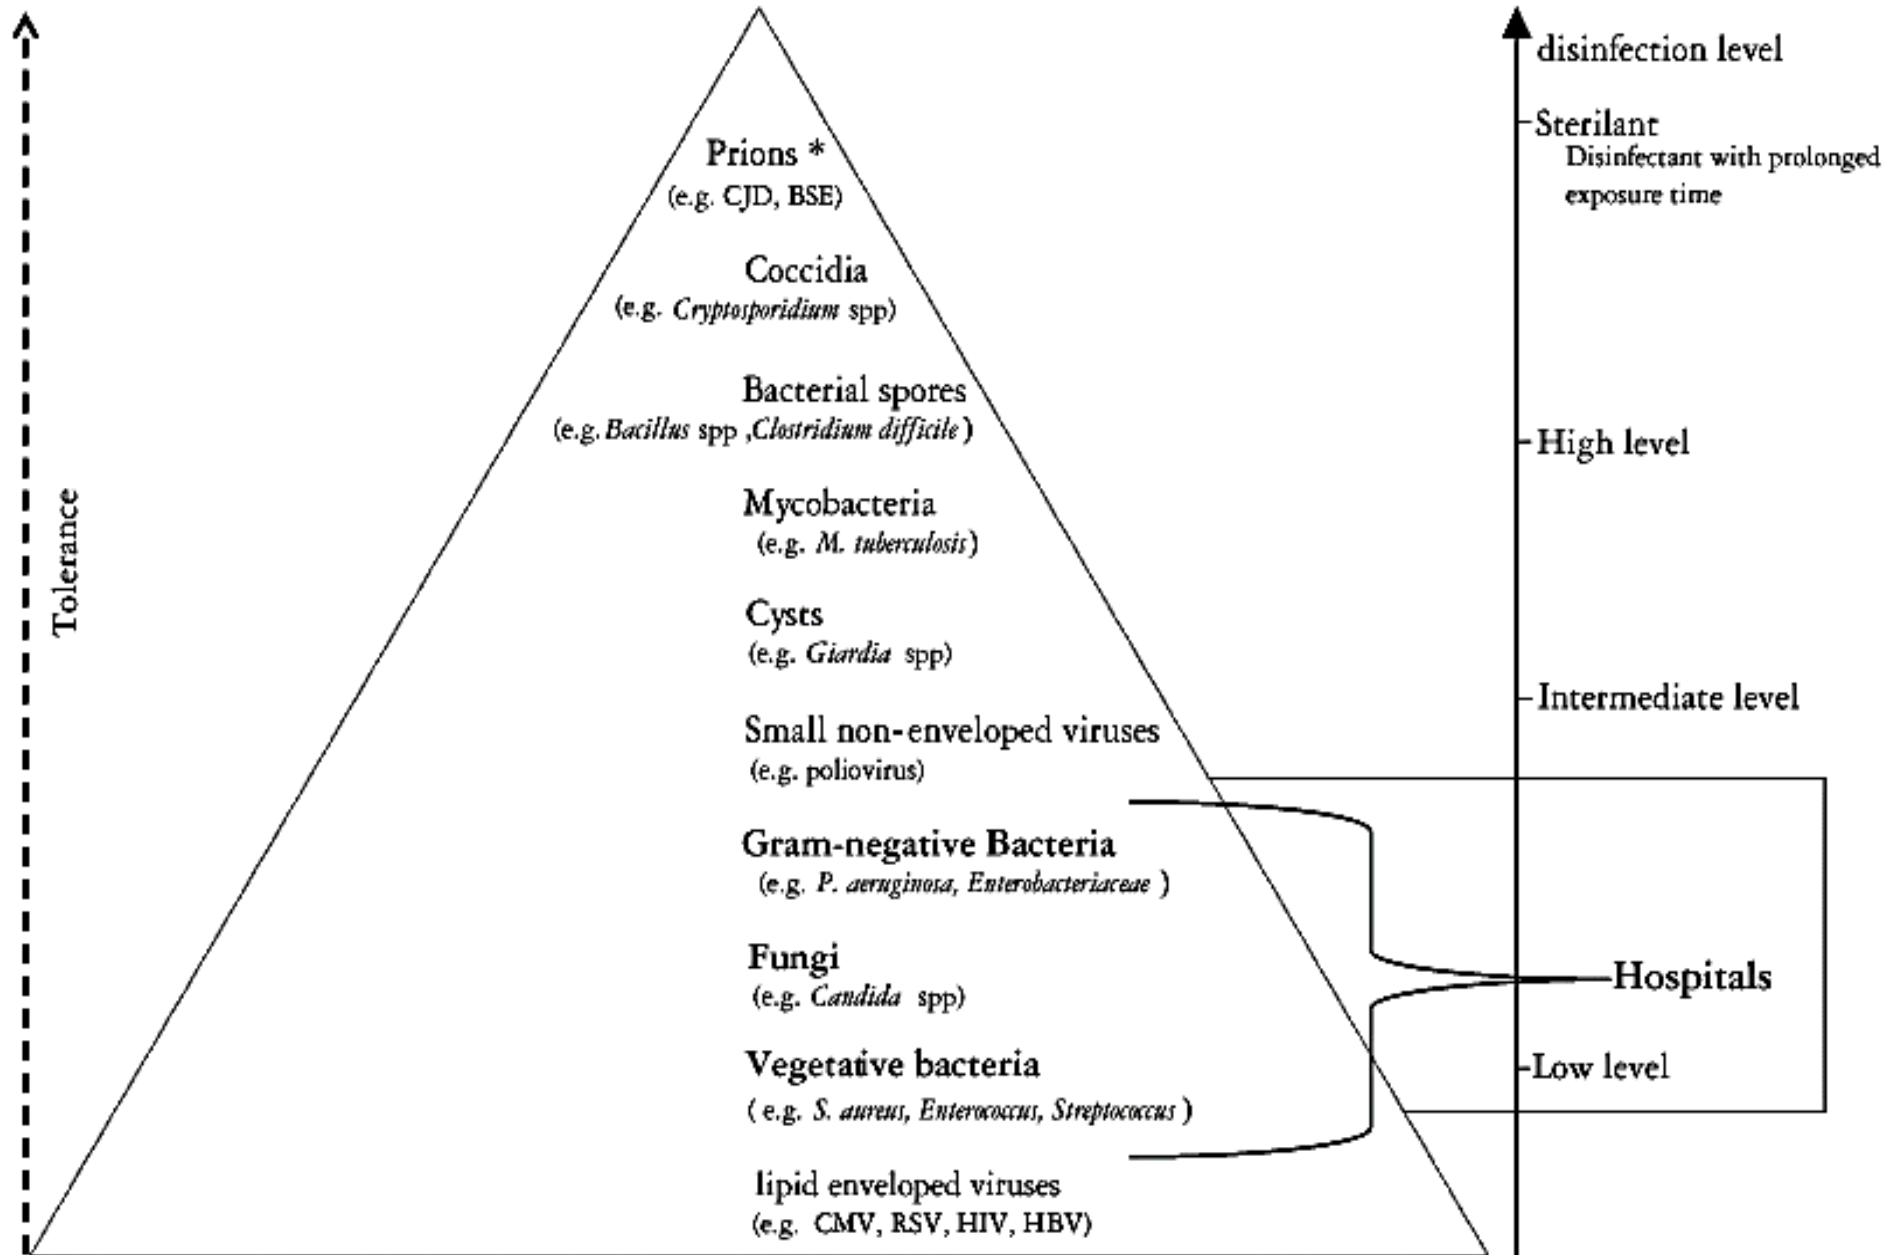 Tolerance
Prions *
(e.g. CJD, BSE)
Coccidia
(e.g. Cryptosporidium spp)
Bacterial spores
(e.g. Bacillus spp ,Clostridium difficile )
Mycobacteria
(e.g. M. tuberculosis)
Cysts
(e.g. Giardia spp)
Small non-enveloped viruses
(e.g. poliovirus)
Gram-negative Bacteria
(e.g. P. aeruginosa, Enterobacteriaceae )
Fungi
(e.g. Candida spp)
Vegetative bacteria
( e.g. S. aureus, Enterococcus, Streptococcus )
lipid enveloped viruses
(e.g. CMV, RSV, HIV, HBV)
disinfection level
Sterilant
Disinfectant with prolonged
exposure time
High level
Intermediate level
Hospitals
Low level